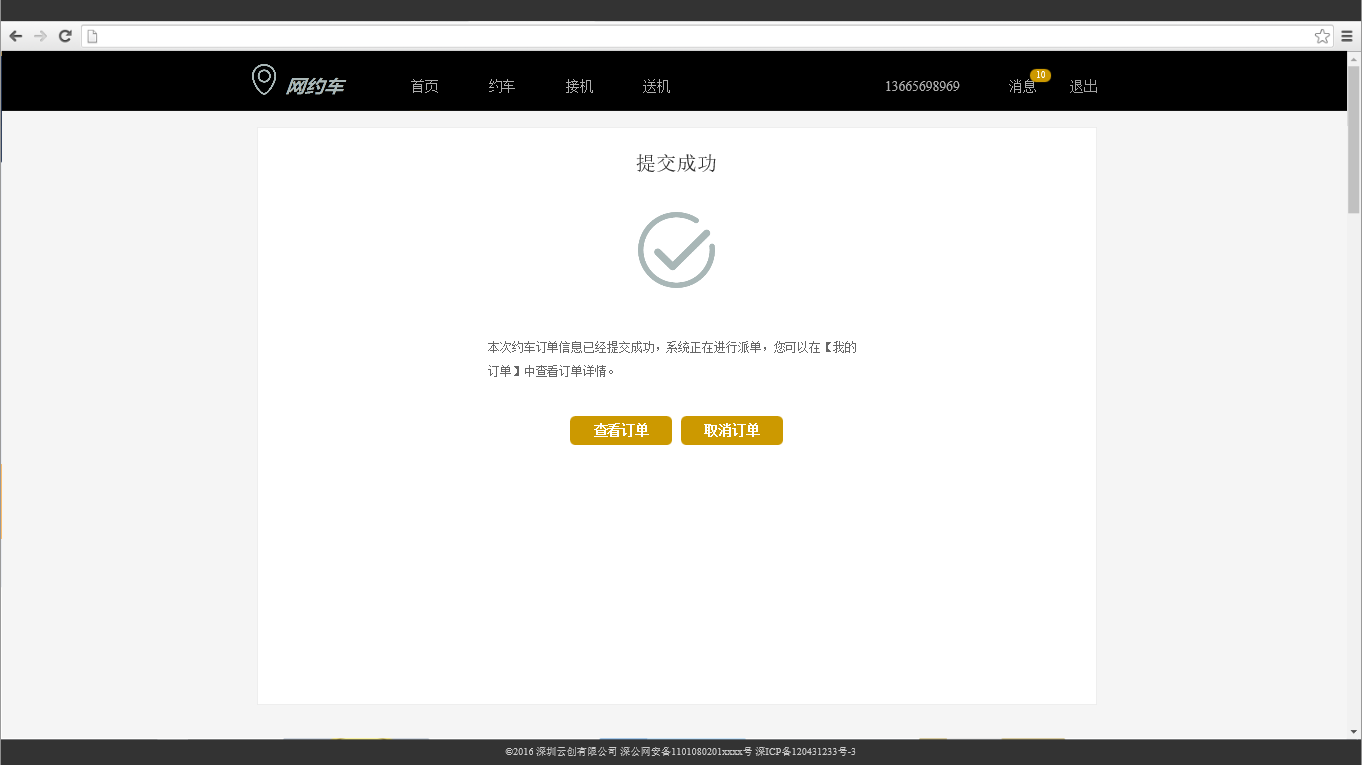 网约车 首页 约车 接机 送机 13665698969 消息 10 退出
提交成功
本次约车订单信息已经提交成功，系统正在进行派单，您可以在【我的
订单】中查看订单详情。
查看订单 取消订单
©2016 深圳云创有限公司 深公网安备1101080201xxxx号 深ICP备120431233号-3